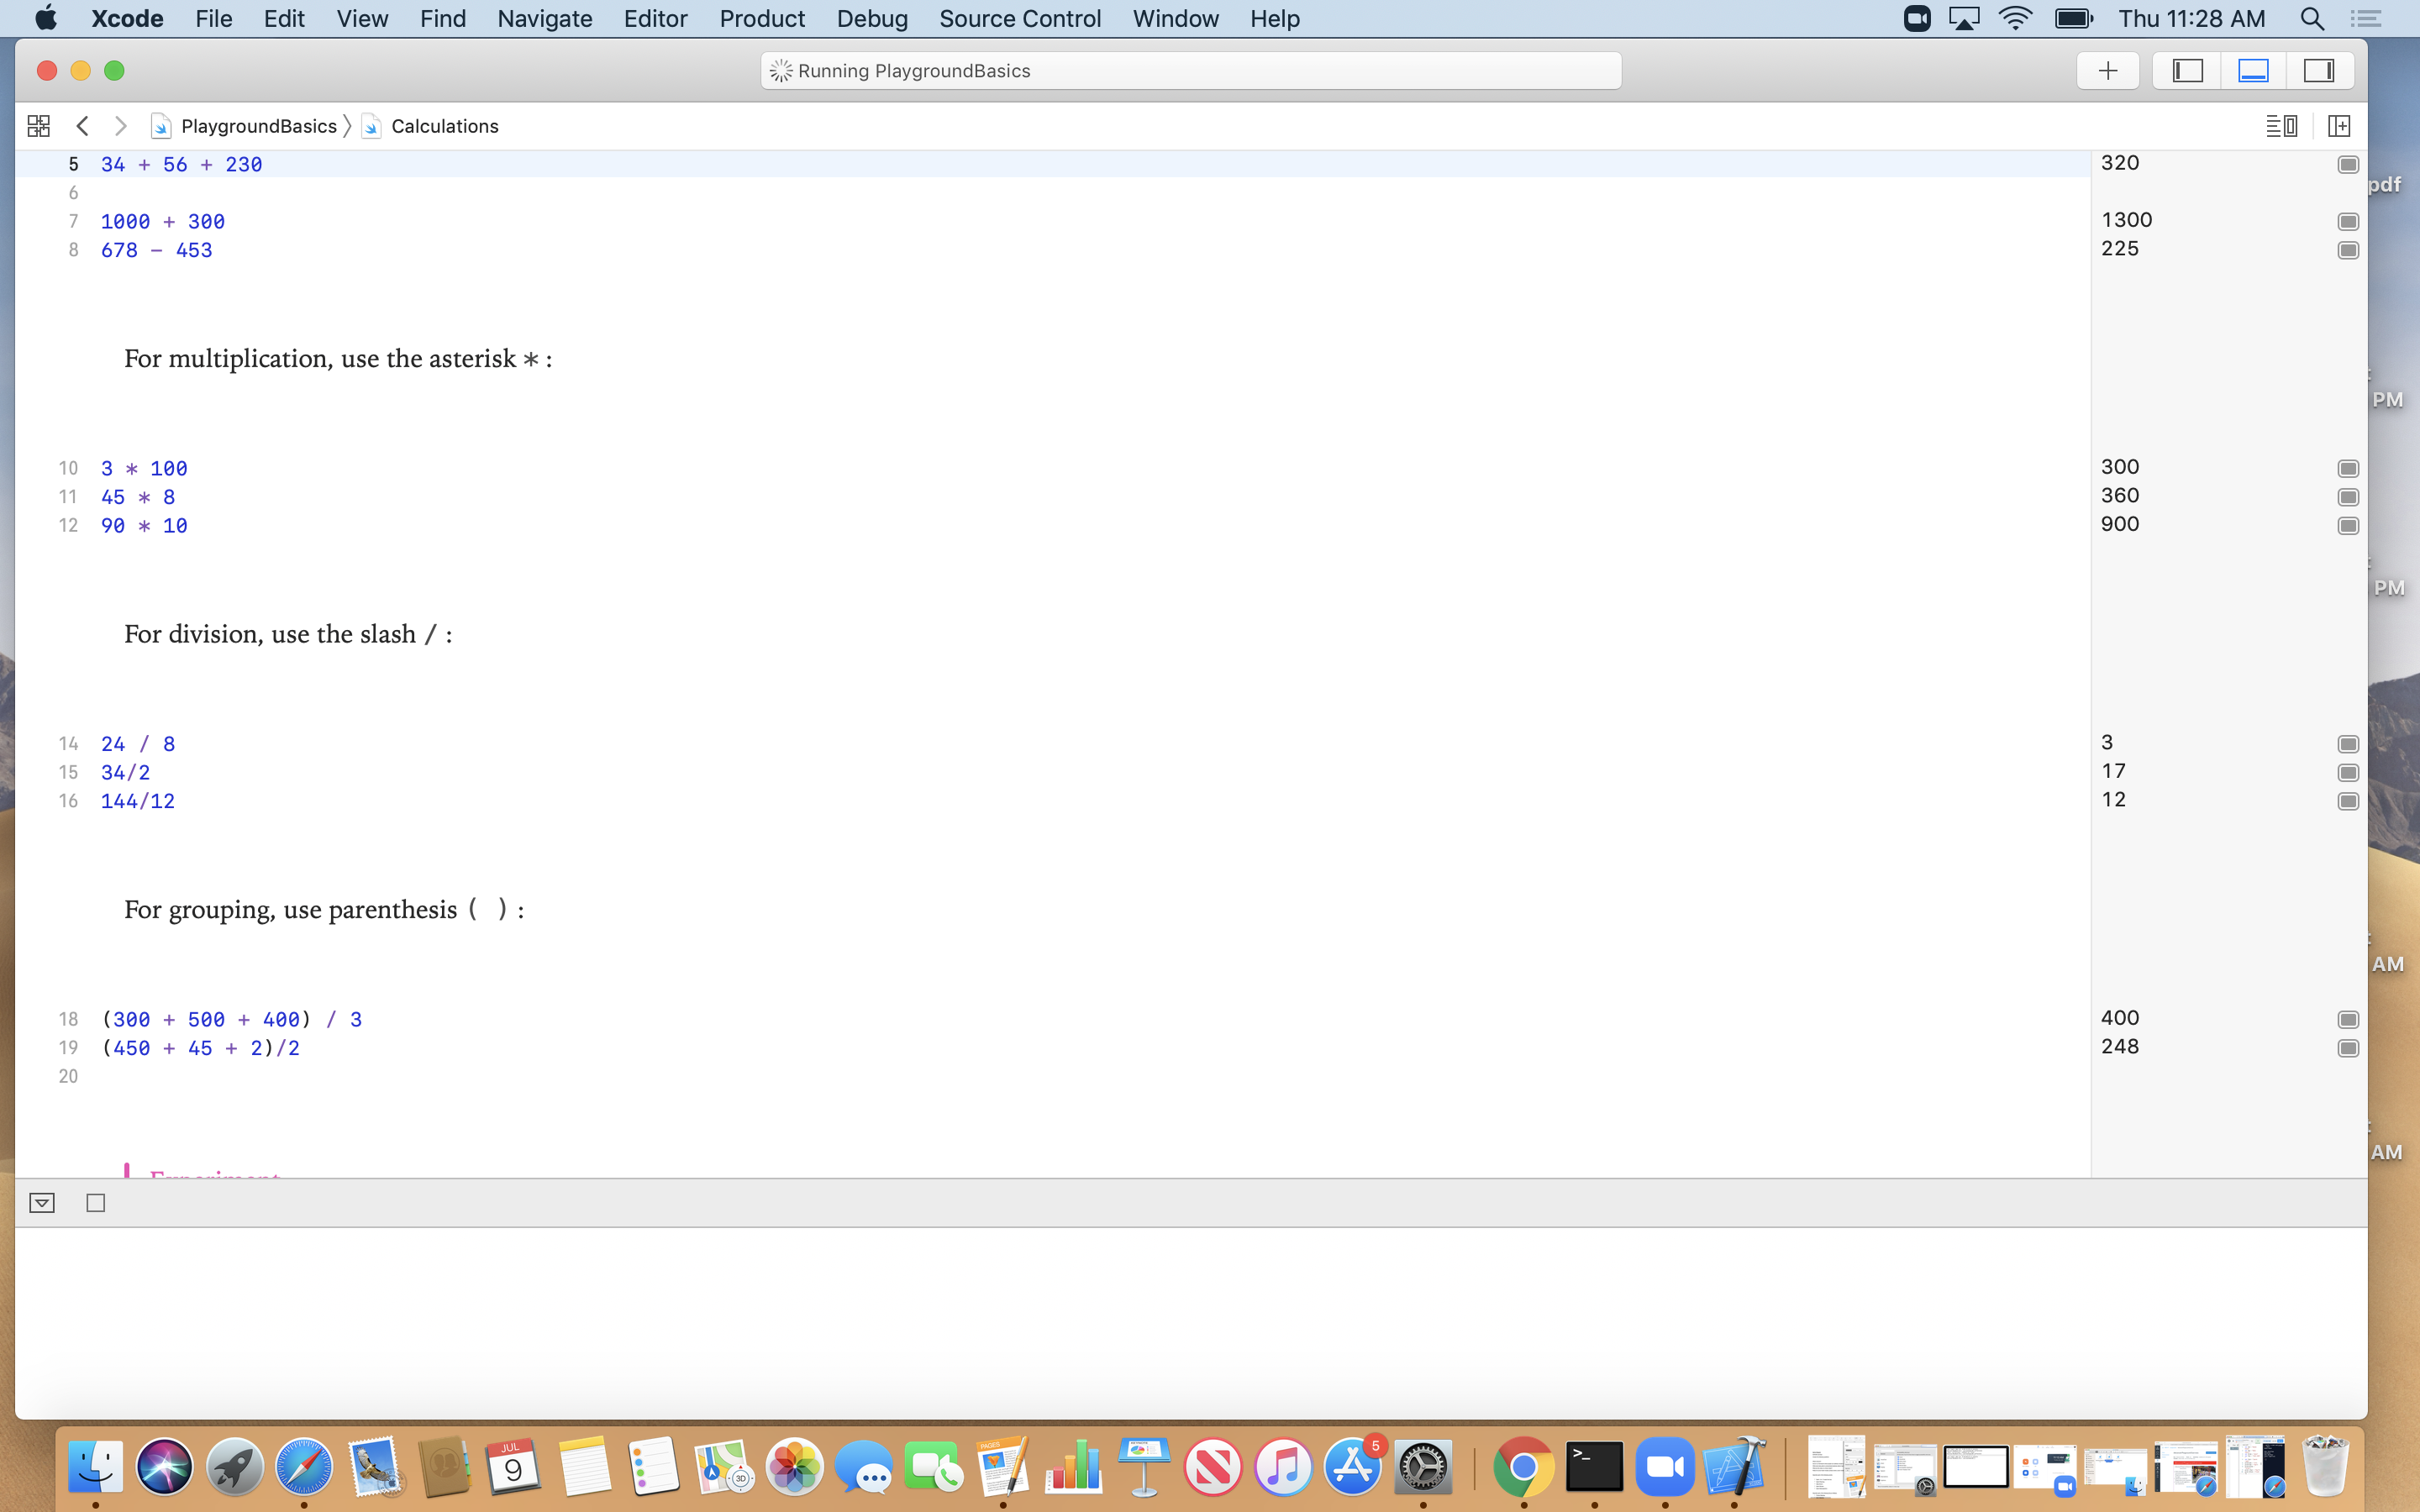 Xcode File Edit View Find Navigate Editor Product Debug Source Control Window Help Thu 11:28 AM
Running PlaygroundBasics
PlaygroundBasics Calculations
5 34 + 56 + 230 320
pdf
6
7 1000 + 300 1300
8 678 - 453 225
For multiplication, use the asterisk * :
PM
10 3 * 100 300
11 45 * 8 360
12 90 * 10 900
PM
For division, use the slash / :
14 24 / 8 3
15 34/2 17
16 144/12 12
For grouping, use parenthesis ( ) :
AM
18 (300 + 500 + 400) / 3 400
19 (450 + 45 + 2)/2 248
20
AM
Experiment
JUL
9
3D
PAGES
5
>_